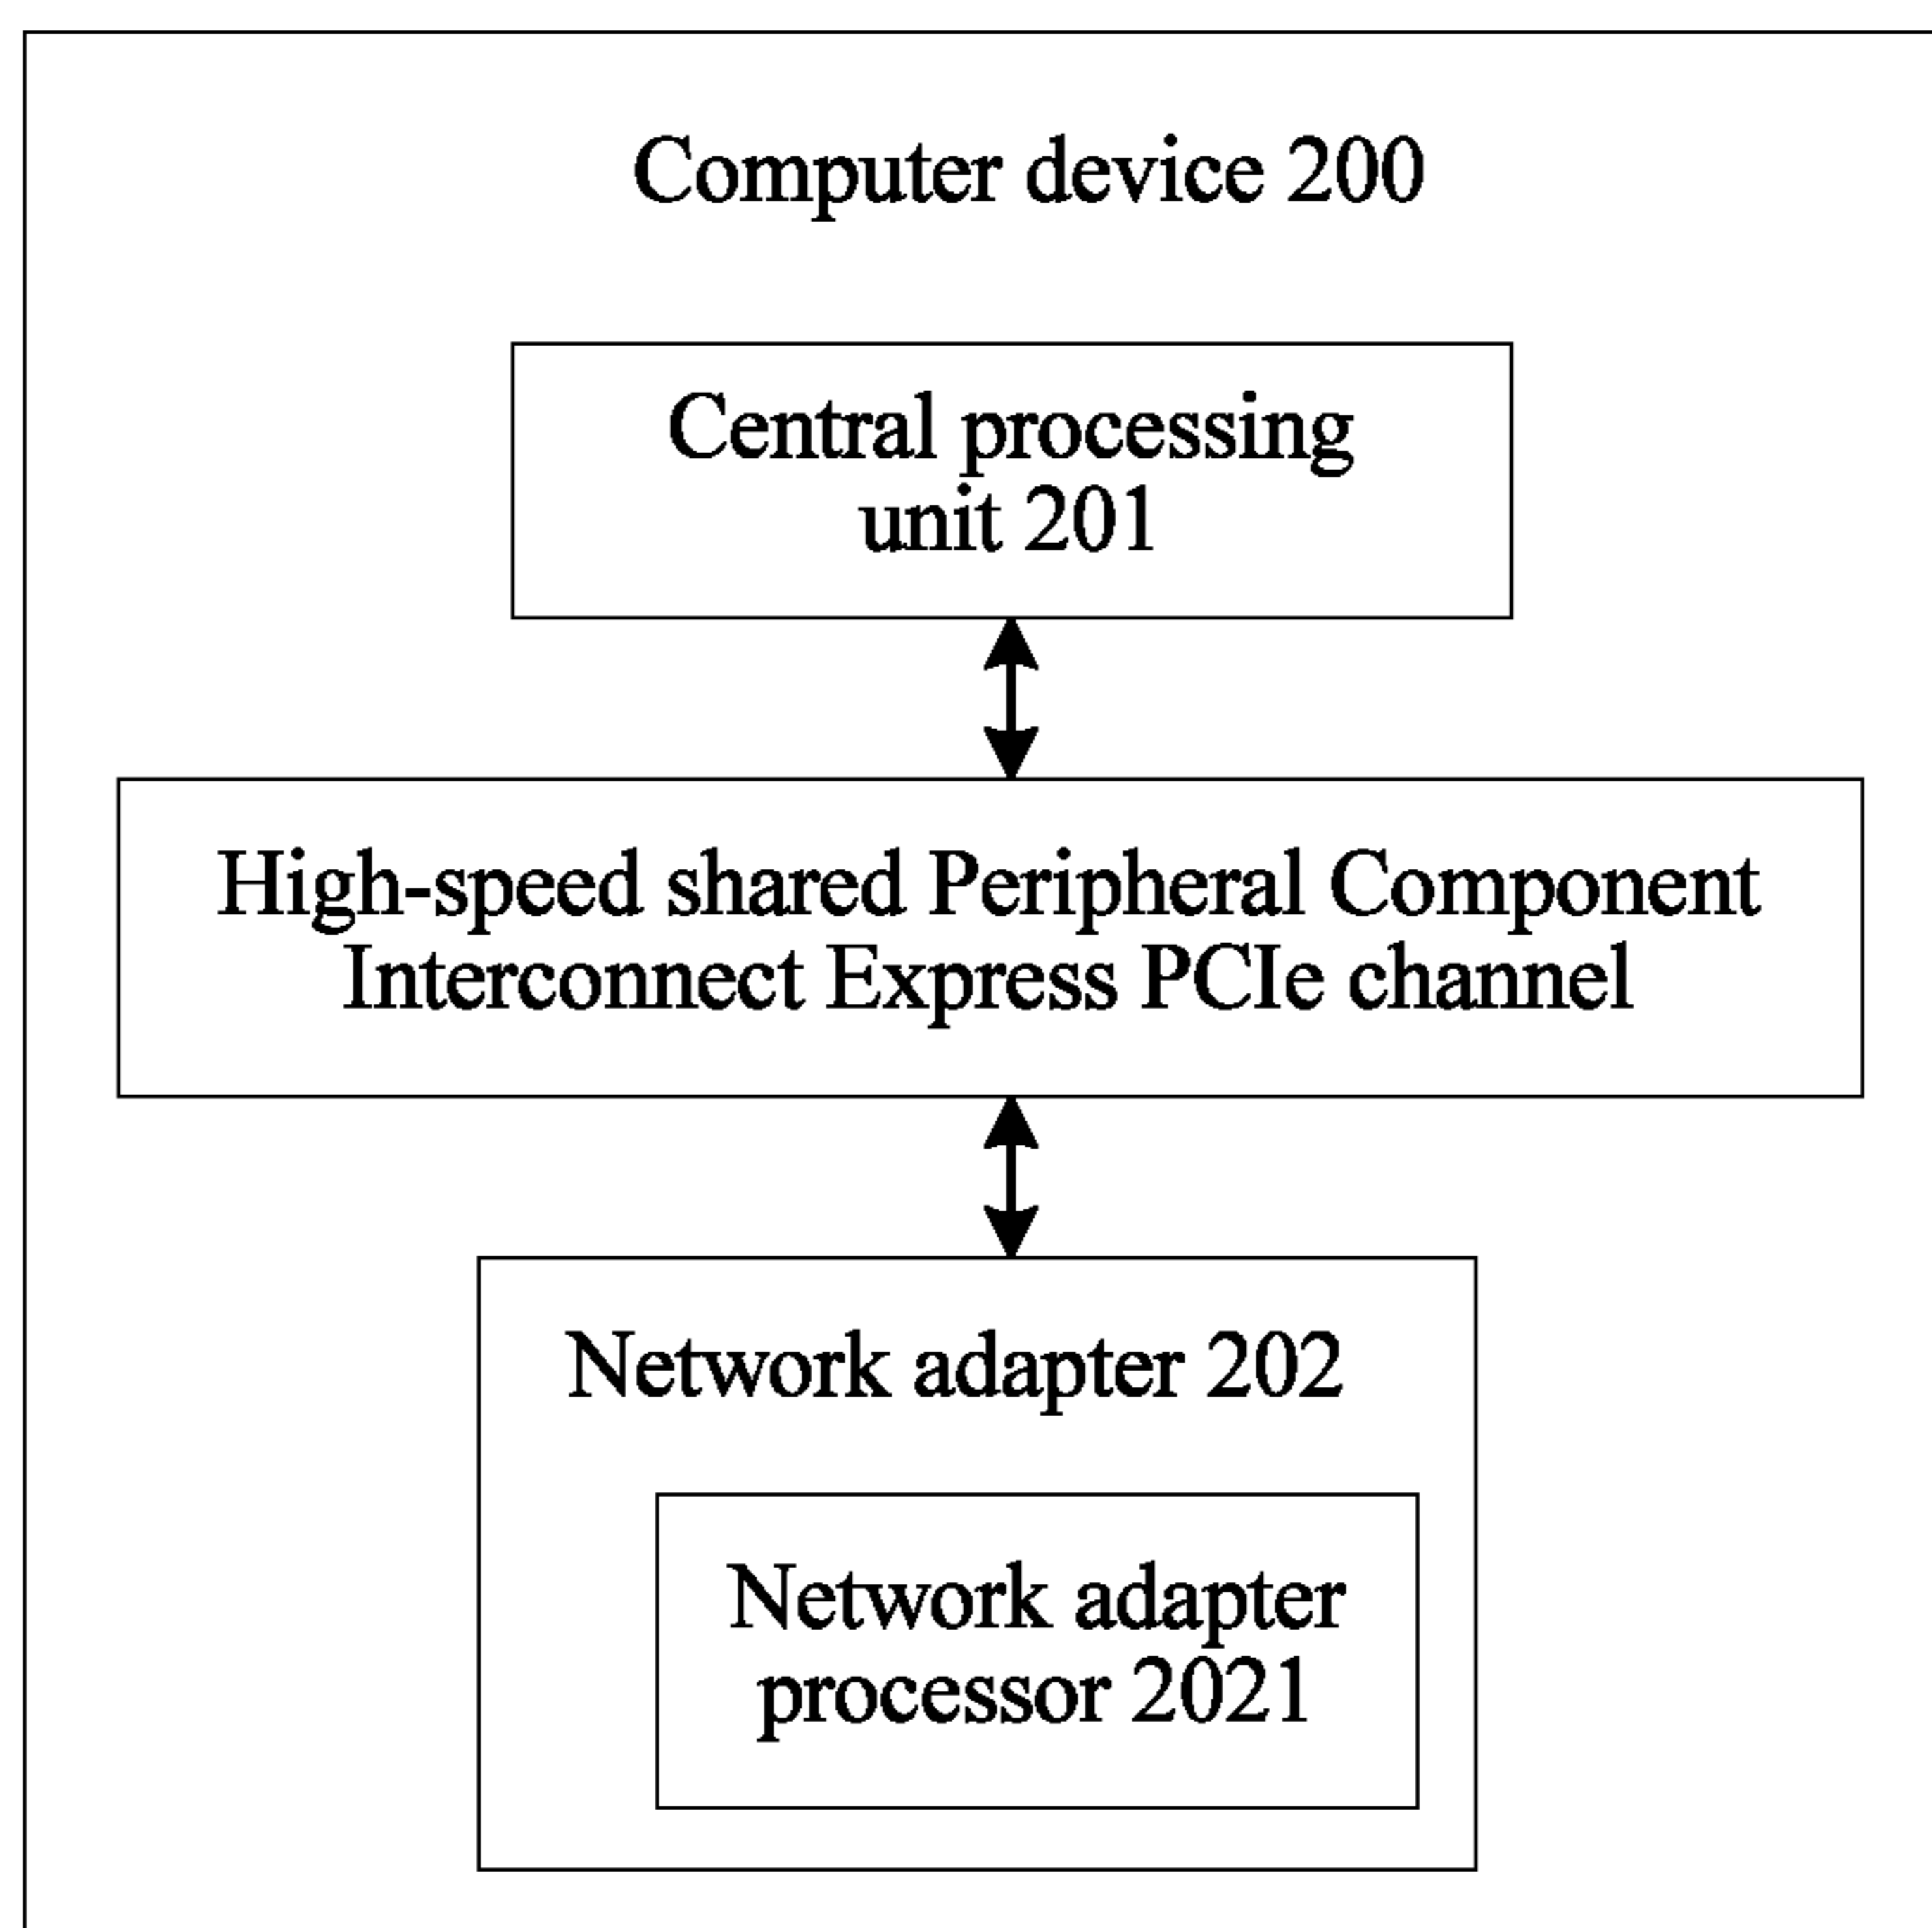 Computer device 200
Central processing
unit 201
High-speed shared Peripheral Component
Interconnect Express PCIe channel
Network adapter 202
Network adapter
processor 2021